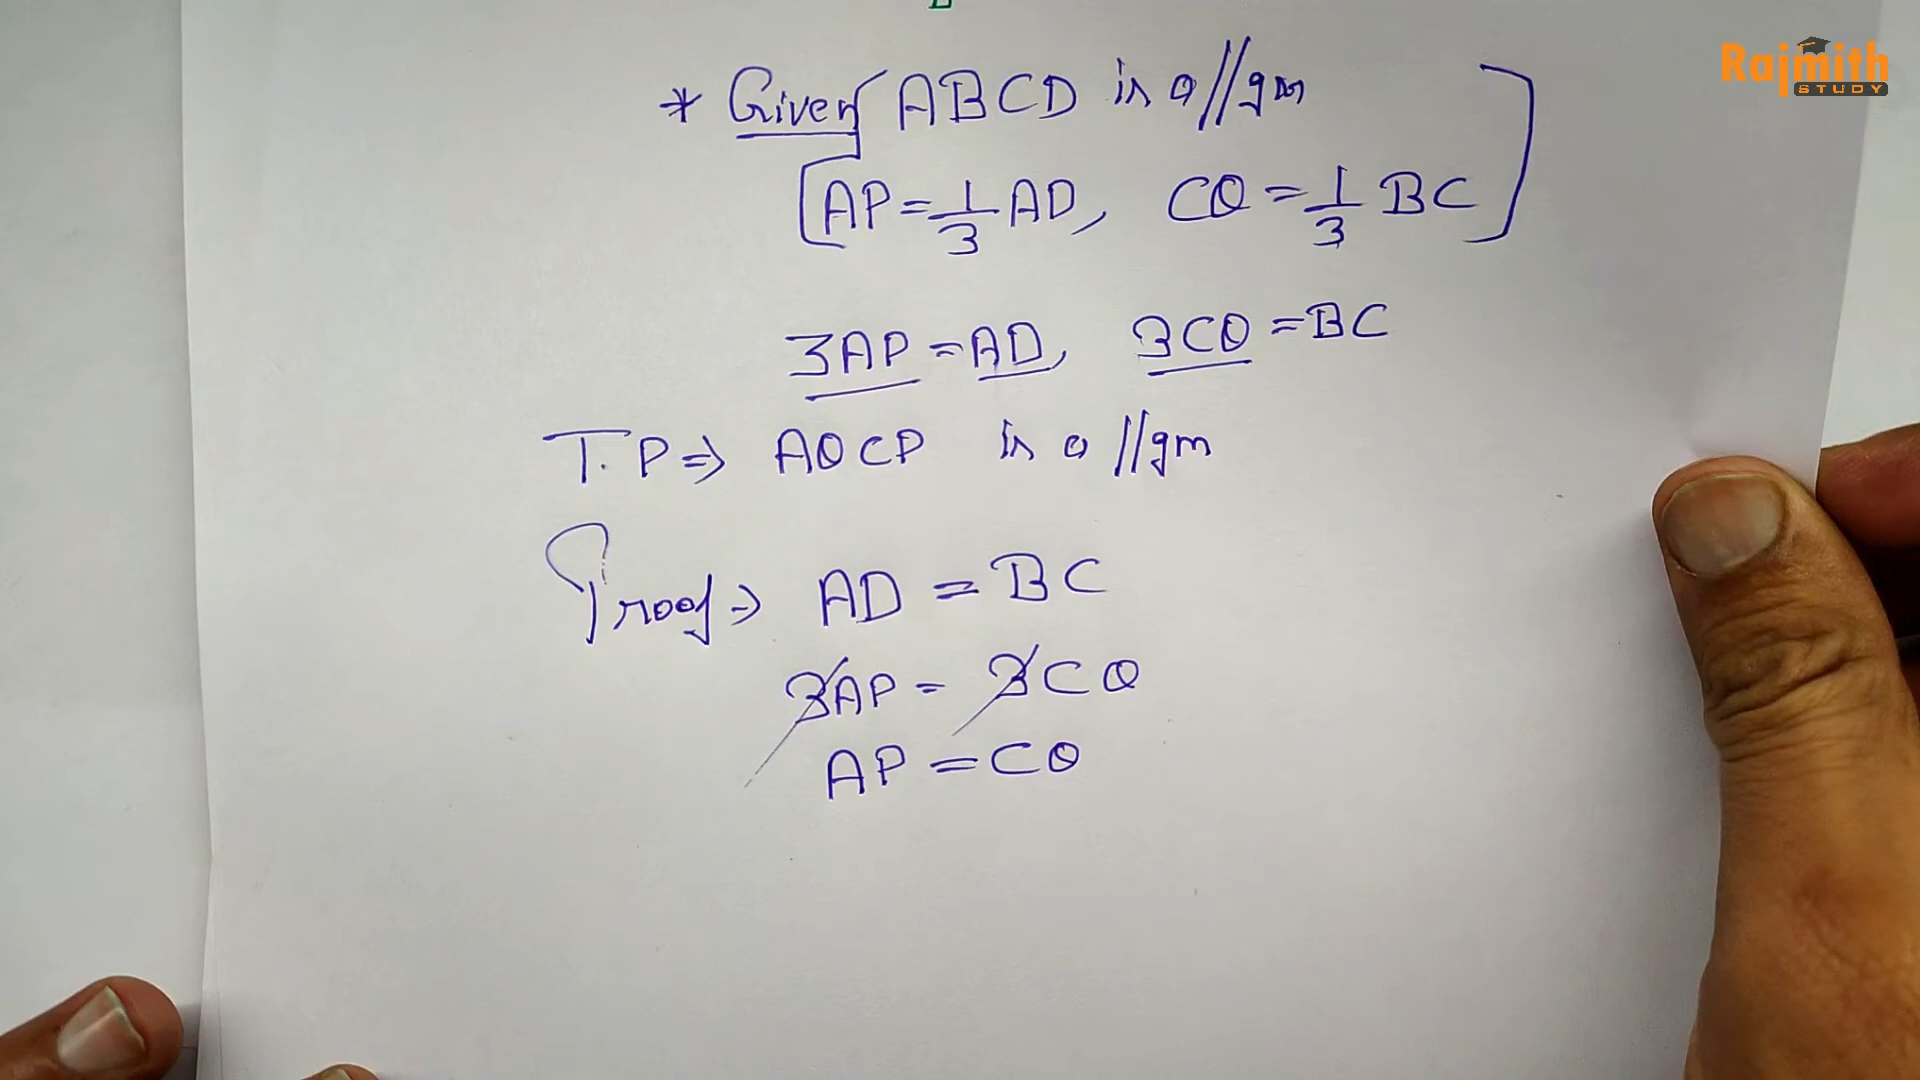 Rajmith
STUDY
* Given ABCD is a //gm
[AP = 1/3 AD, CQ = 1/3 BC]
3AP = AD, 3CQ = BC
T.P ⇒ AQCP is a //gm
Proof ⇒ AD = BC
3AP = 3CQ
AP = CQ